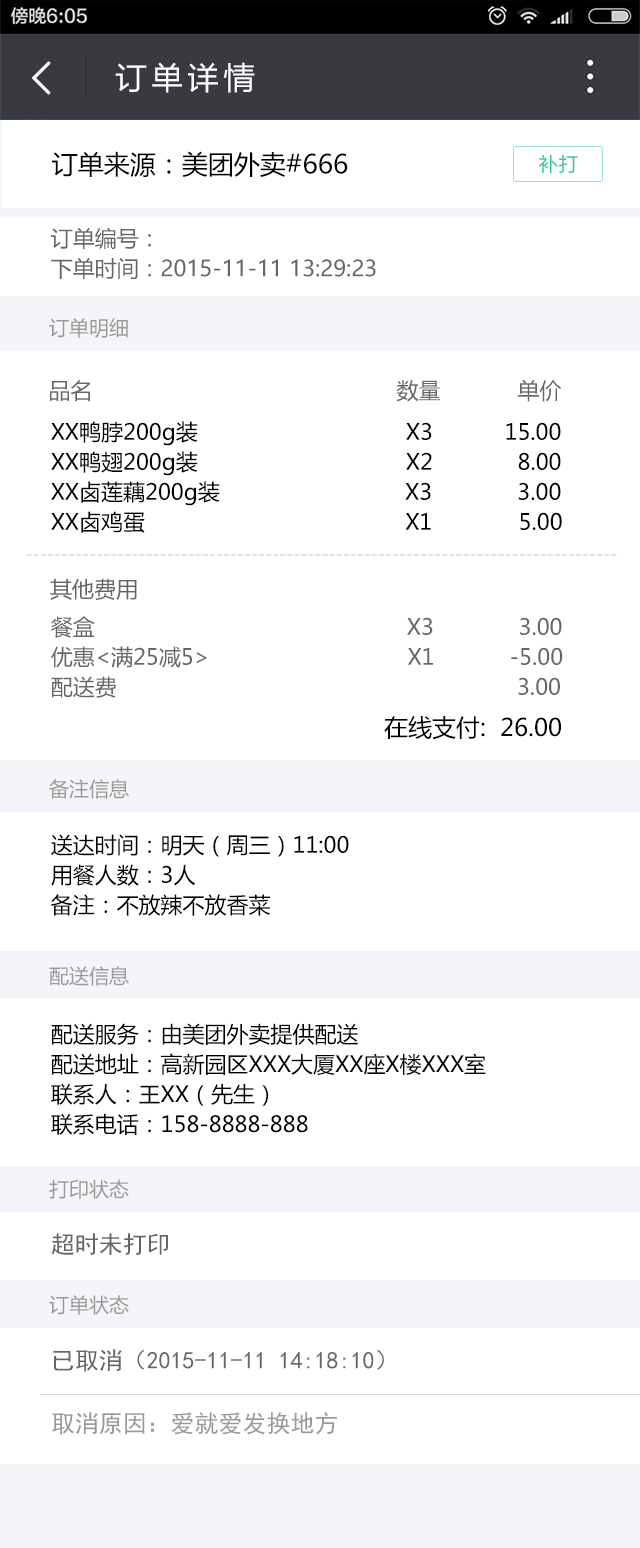 傍晚6:05
订单详情
订单来源：美团外卖#666 补打
订单编号：
下单时间：2015-11-11 13:29:23
订单明细
品名 数量 单价
XX鸭脖200g装 X3 15.00
XX鸭翅200g装 X2 8.00
XX卤莲藕200g装 X3 3.00
XX卤鸡蛋 X1 5.00
其他费用
餐盒 X3 3.00
优惠<满25减5> X1 -5.00
配送费 3.00
在线支付: 26.00
备注信息
送达时间：明天（周三）11:00
用餐人数：3人
备注：不放辣不放香菜
配送信息
配送服务：由美团外卖提供配送
配送地址：高新园区XXX大厦XX座X楼XXX室
联系人：王XX（先生）
联系电话：158-8888-888
打印状态
超时未打印
订单状态
已取消（2015-11-11 14:18:10）
取消原因：爱就爱发换地方